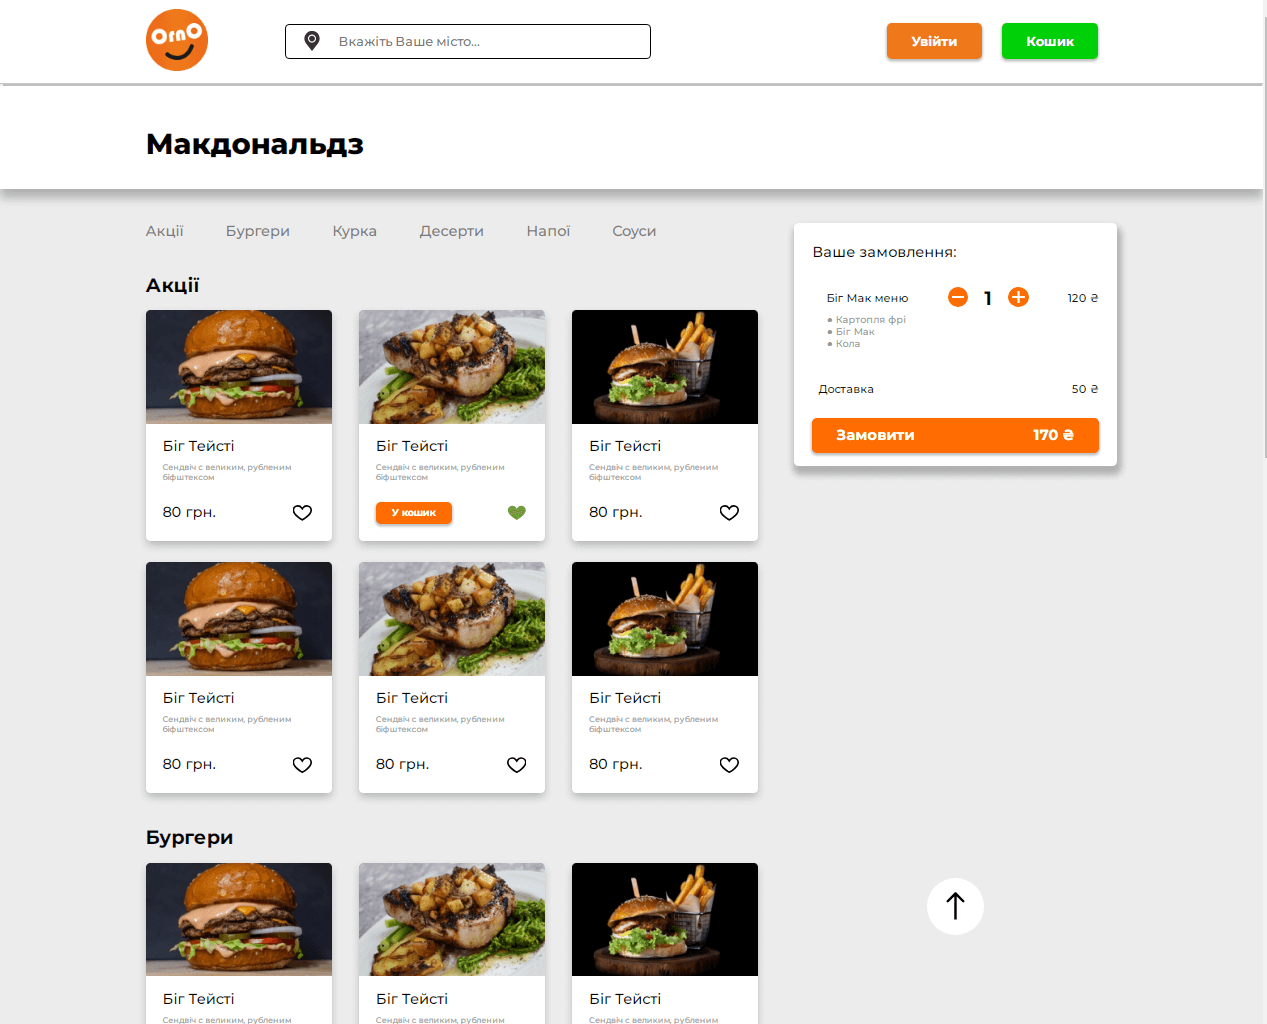 OrnO
Вкажіть Ваше місто...
Увійти
Кошик
Макдональдз
Акції
Бургери
Курка
Десерти
Напої
Соуси
Ваше замовлення:
Біг Мак меню
1
120 ₴
● Картопля фрі
● Біг Мак
● Кола
Доставка
50 ₴
Замовити
170 ₴
Акції
Біг Тейсті
Сендвіч с великим, рубленим
біфштексом
80 грн.
Біг Тейсті
Сендвіч с великим, рубленим
біфштексом
У кошик
Біг Тейсті
Сендвіч с великим, рубленим
біфштексом
80 грн.
Біг Тейсті
Сендвіч с великим, рубленим
біфштексом
80 грн.
Біг Тейсті
Сендвіч с великим, рубленим
біфштексом
80 грн.
Біг Тейсті
Сендвіч с великим, рубленим
біфштексом
80 грн.
Бургери
Біг Тейсті
Сендвіч с великим, рубленим
Біг Тейсті
Сендвіч с великим, рубленим
Біг Тейсті
Сендвіч с великим, рубленим